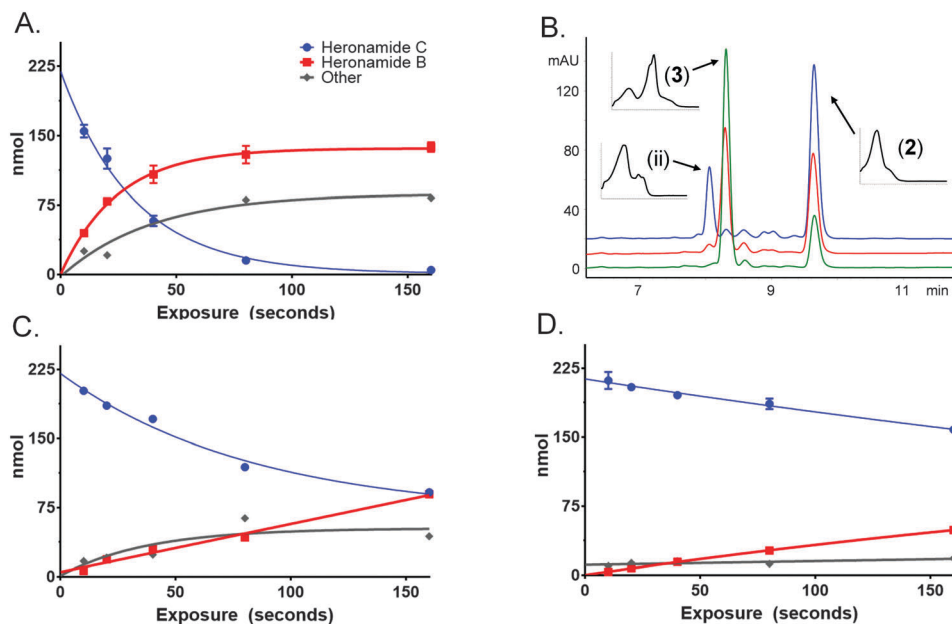 A.
Heronamide C
Heronamide B
Other
225
150
75
0
nmol
0 50 100 150
Exposure (seconds)
B.
mAU
120
80
40
0
(3)
(ii)
(2)
7 9 11 min
C.
225
150
75
0
nmol
0 50 100 150
Exposure (seconds)
D.
225
150
75
0
nmol
0 50 100 150
Exposure (seconds)